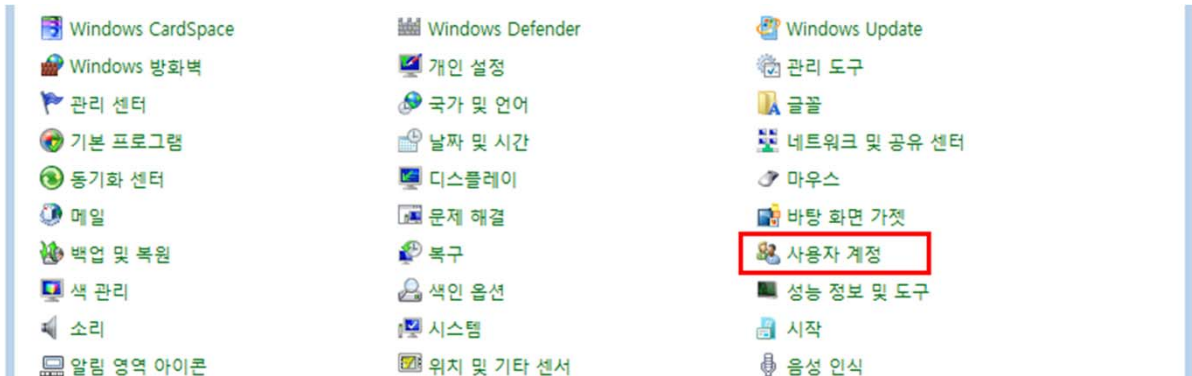 Windows CardSpace
Windows Defender
Windows Update
Windows 방화벽
개인 설정
관리 도구
관리 센터
국가 및 언어
글꼴
기본 프로그램
날짜 및 시간
네트워크 및 공유 센터
동기화 센터
디스플레이
마우스
메일
문제 해결
바탕 화면 가젯
백업 및 복원
복구
사용자 계정
색 관리
색인 옵션
성능 정보 및 도구
소리
시스템
시작
알림 영역 아이콘
위치 및 기타 센서
음성 인식